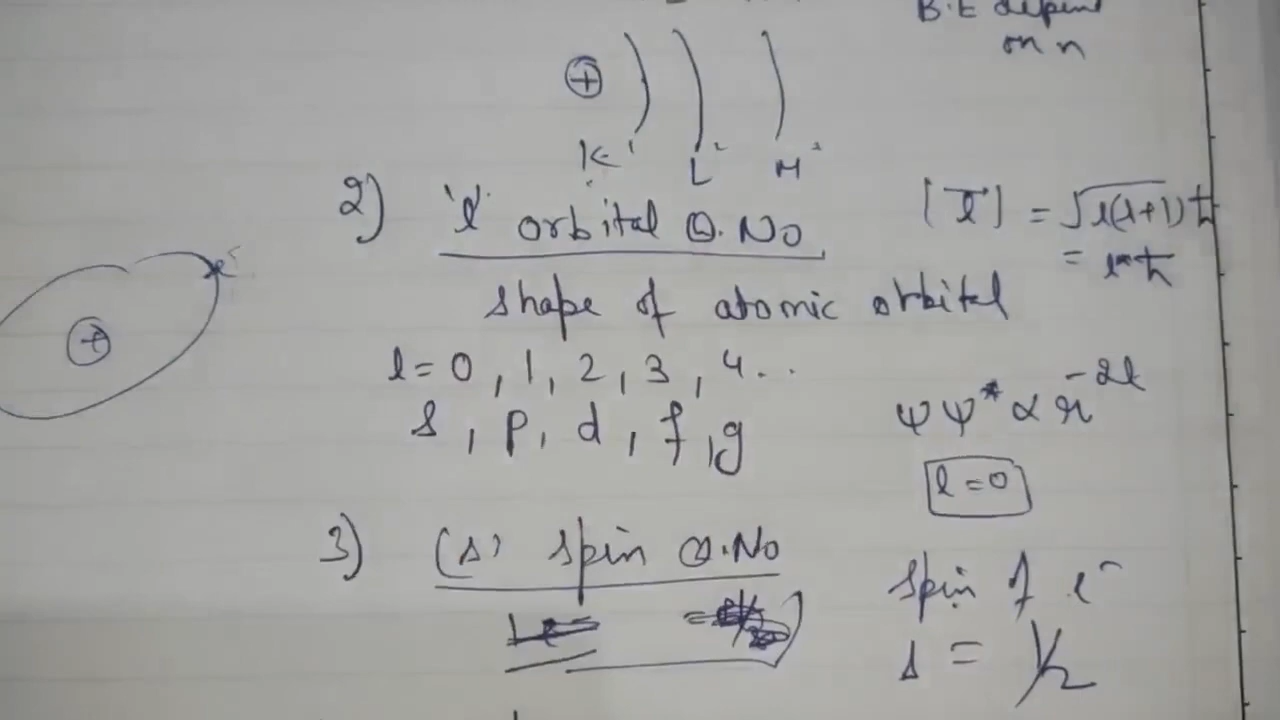 B.E depend
on n
+
K' L' M'
2) 'l' orbital Q.No
|l| = √l(l+1) ħ
= ħ
shape of atomic orbital
l = 0, 1, 2, 3, 4..
s, p, d, f, g
ψψ* ∝ r^-2l
l = 0
e-
+
3) (s) spin Q.No
spin of e-
s = 1/2